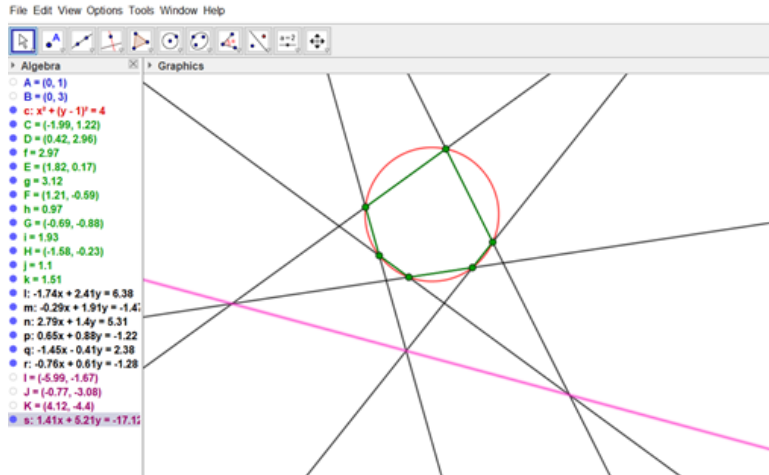 File Edit View Options Tools Window Help
A
a=2
Algebra
Graphics
A = (0, 1)
B = (0, 3)
c: x² + (y - 1)² = 4
C = (-1.99, 1.22)
D = (0.42, 2.96)
f = 2.97
E = (1.82, 0.17)
g = 3.12
F = (1.21, -0.59)
h = 0.97
G = (-0.69, -0.88)
i = 1.93
H = (-1.58, -0.23)
j = 1.1
k = 1.51
l: -1.74x + 2.41y = 6.38
m: -0.29x + 1.91y = -1.4
n: 2.79x + 1.4y = 5.31
p: 0.65x + 0.88y = -1.22
q: -1.45x - 0.41y = 2.38
r: -0.76x + 0.61y = -1.28
I = (-5.99, -1.67)
J = (-0.77, -3.08)
K = (4.12, -4.4)
s: 1.41x + 5.21y = -17.12